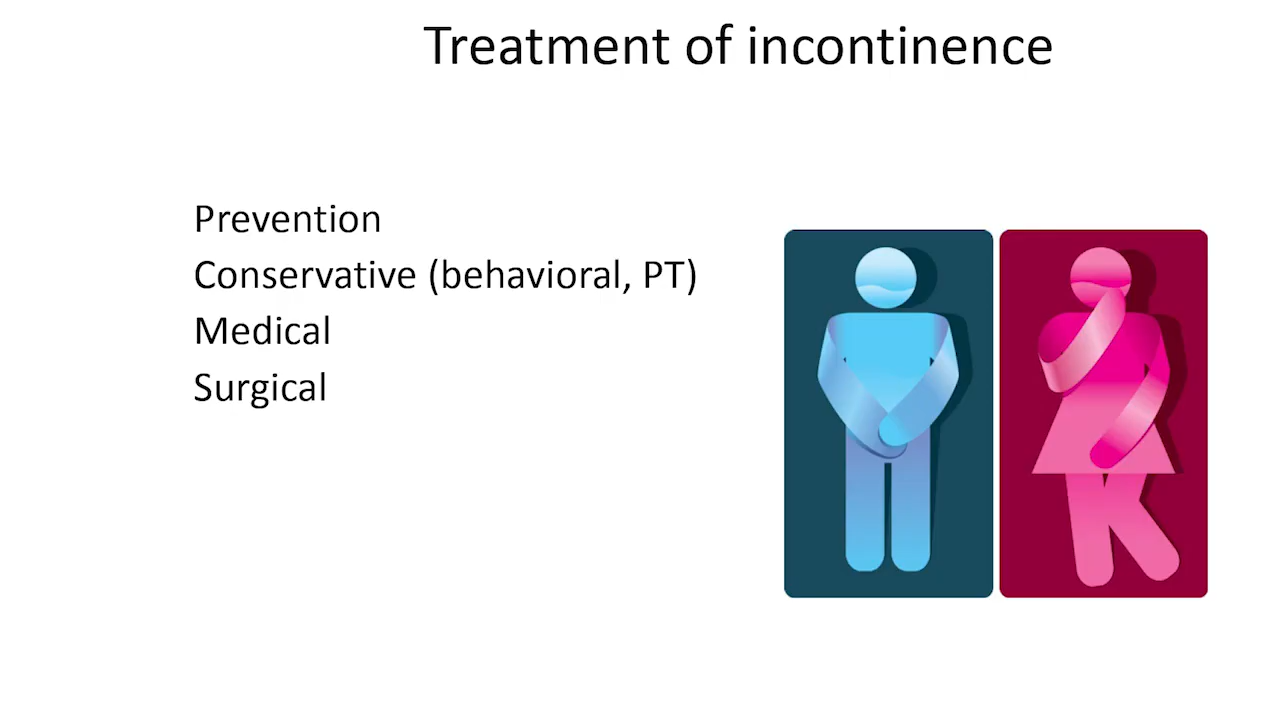 Treatment of incontinence
Prevention
Conservative (behavioral, PT)
Medical
Surgical